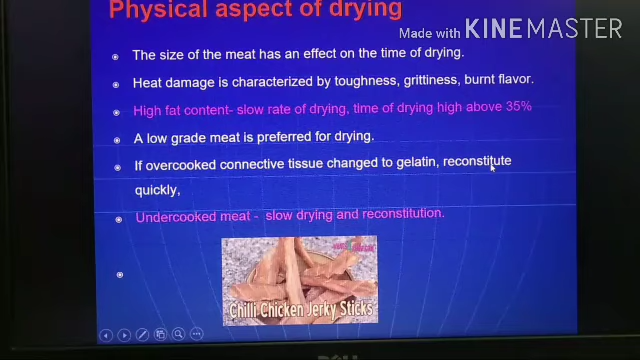 Physical aspect of drying
Made with KINEMASTER
The size of the meat has an effect on the time of drying.
Heat damage is characterized by toughness, grittiness, burnt flavor.
High fat content- slow rate of drying, time of drying high above 35%
A low grade meat is preferred for drying.
If overcooked connective tissue changed to gelatin, reconstitute
quickly,
Undercooked meat - slow drying and reconstitution.
Chilli Chicken Jerky Sticks